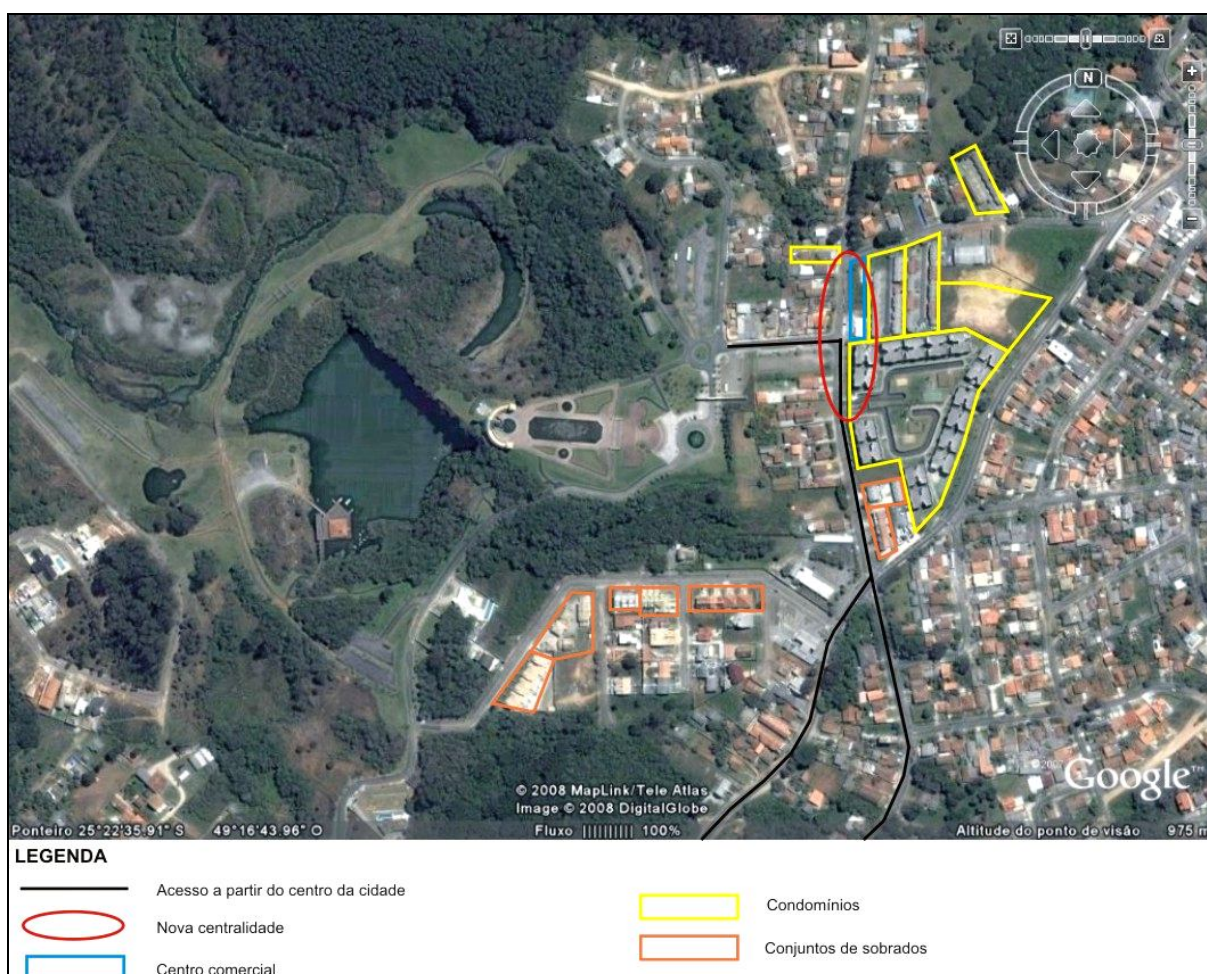 N
© 2007 Google™
© 2008 MapLink/Tele Atlas
Image © 2008 DigitalGlobe
Ponteiro 25°22'35.91" S 49°16'43.96" O
Fluxo |||||||||| 100%
Altitude do ponto de visão 975 m
LEGENDA
Acesso a partir do centro da cidade
Nova centralidade
Centro comercial
Condomínios
Conjuntos de sobrados